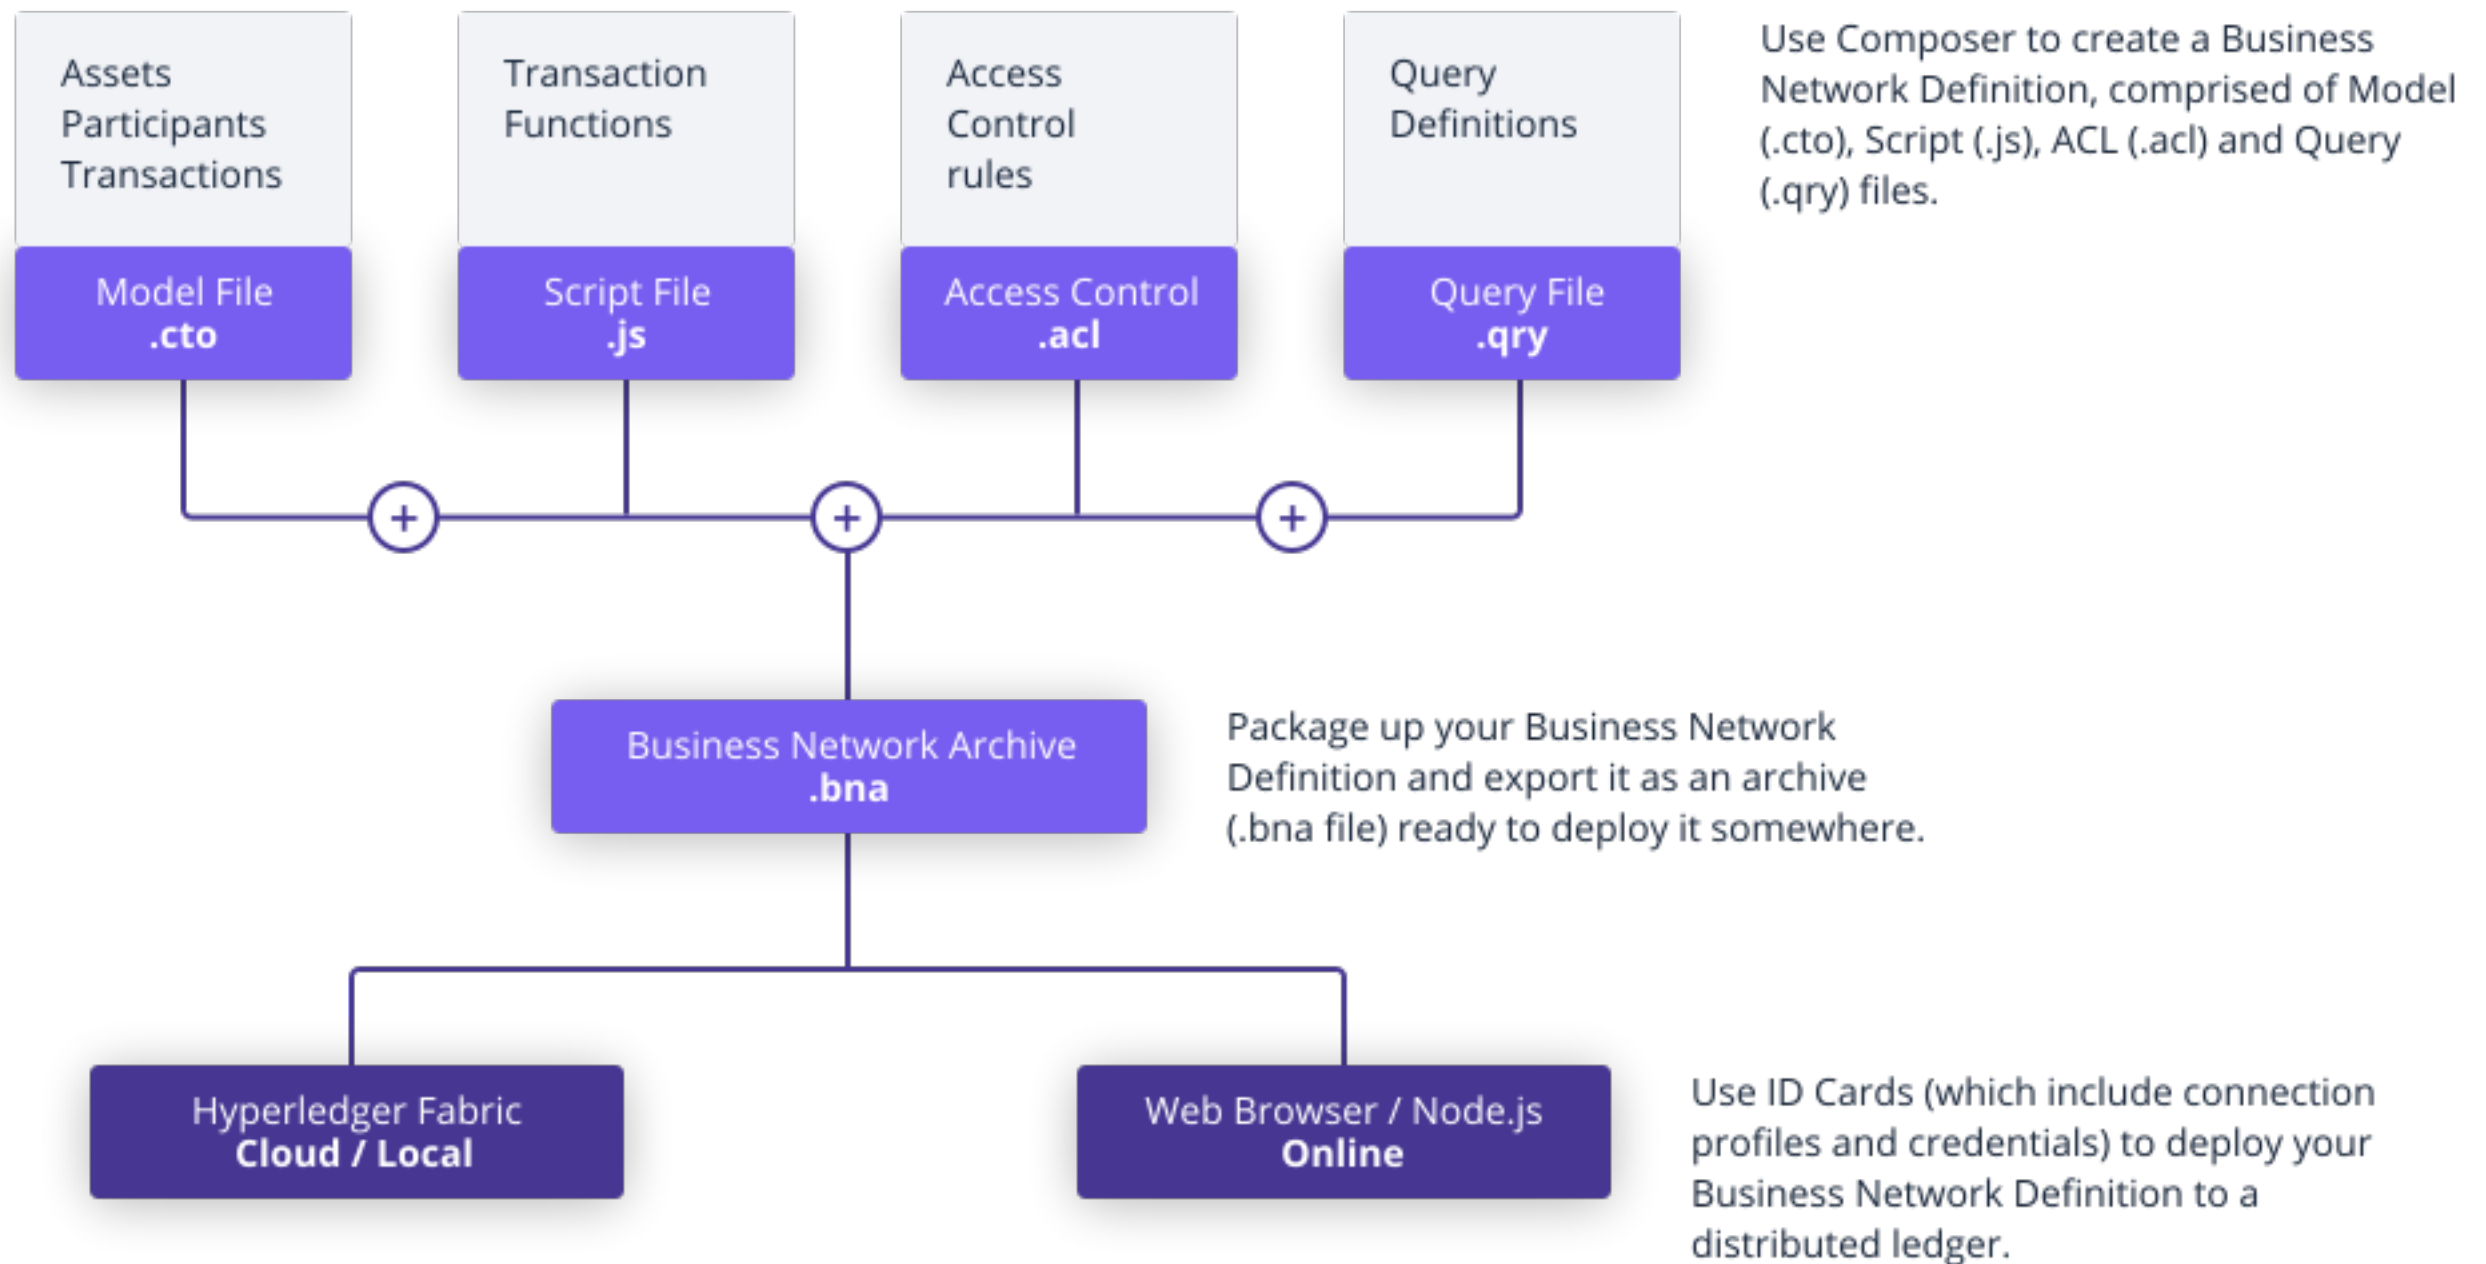 Assets
Participants
Transactions
Model File
.cto
Transaction
Functions
Script File
.js
Access
Control
rules
Access Control
.acl
Query
Definitions
Query File
.qry
Use Composer to create a Business
Network Definition, comprised of Model
(.cto), Script (.js), ACL (.acl) and Query
(.qry) files.
+
+
+
Business Network Archive
.bna
Package up your Business Network
Definition and export it as an archive
(.bna file) ready to deploy it somewhere.
Hyperledger Fabric
Cloud / Local
Web Browser / Node.js
Online
Use ID Cards (which include connection
profiles and credentials) to deploy your
Business Network Definition to a
distributed ledger.